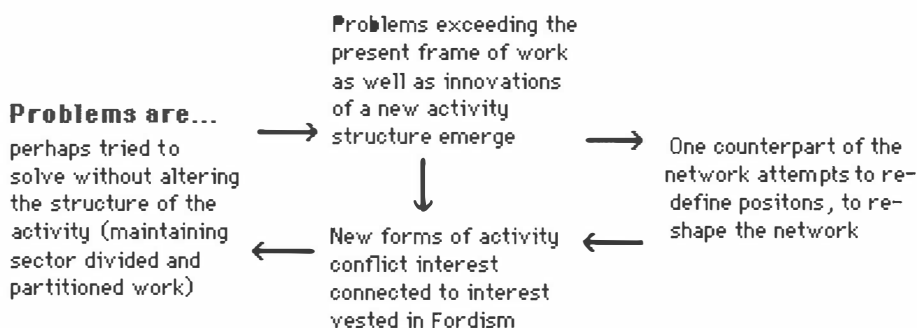 Problems exceeding the
present frame of work
as well as innovations
of a new activity
structure emerge
Problems are...
perhaps tried to
solve without altering
the structure of the
activity (maintaining
sector divided and
partitioned work)
One counterpart of the
network attempts to re-
define positons, to re-
shape the network
New forms of activity
conflict interest
connected to interest
vested in Fordism